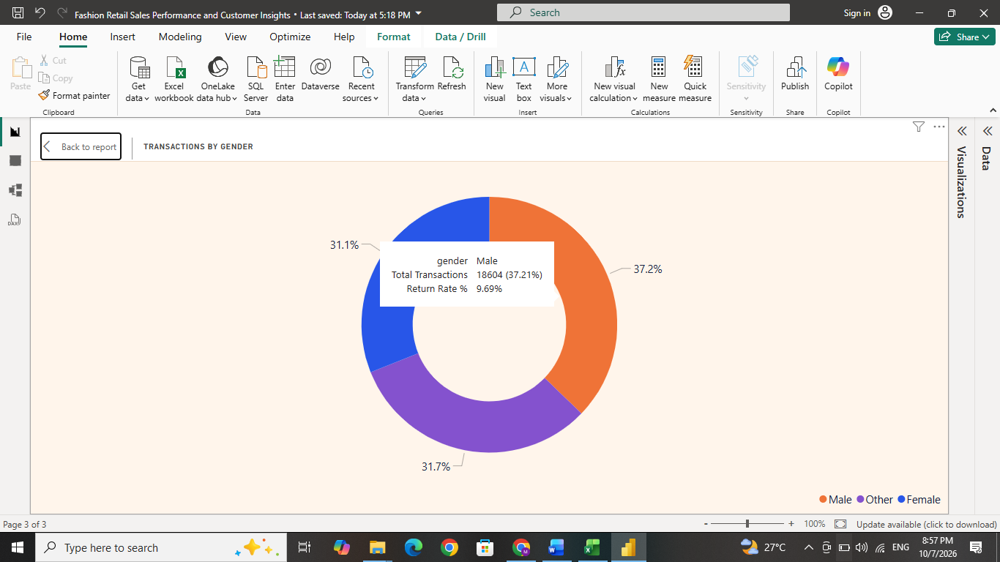 Fashion Retail Sales Performance and Customer Insights • Last saved: Today at 5:18 PM
Search
Sign in
File Home Insert Modeling View Optimize Help Format Data / Drill
Share
Paste
Cut
Copy
Format painter
Clipboard
Get data
Excel workbook
OneLake data hub
SQL Server
Enter data
Dataverse
Recent sources
Data
Transform data
Refresh
Queries
New visual
Text box
More visuals
Insert
New visual calculation
New measure
Quick measure
Calculations
Sensitivity
Sensitivity
Publish
Share
Copilot
Copilot
Back to report
TRANSACTIONS BY GENDER
Visualizations
Data
DAX
31.1%
gender Male
Total Transactions 18604 (37.21%)
Return Rate % 9.69%
37.2%
31.7%
Male Other Female
Page 3 of 3
- + 100%
Update available (click to download)
Type here to search
27°C
ENG
8:57 PM
10/7/2026